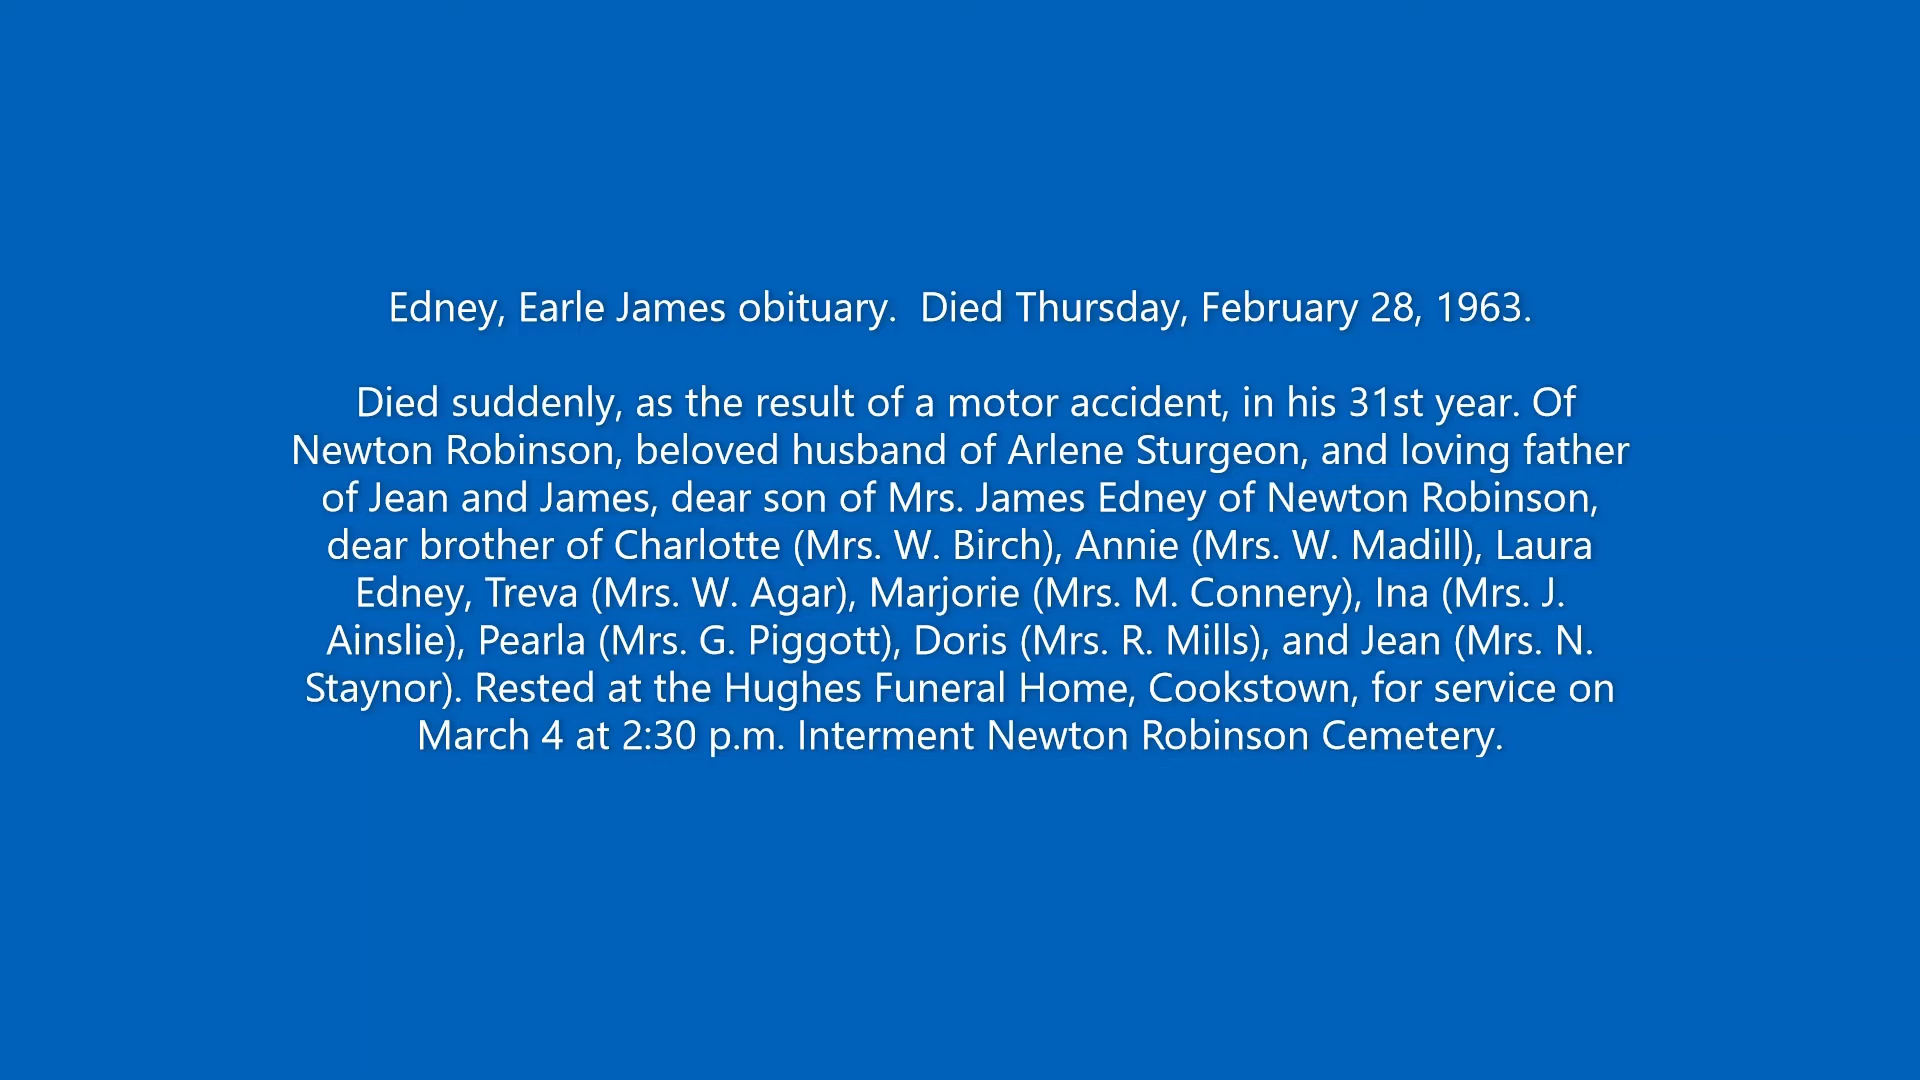 Edney, Earle James obituary.  Died Thursday, February 28, 1963.
Died suddenly, as the result of a motor accident, in his 31st year. Of
Newton Robinson, beloved husband of Arlene Sturgeon, and loving father
of Jean and James, dear son of Mrs. James Edney of Newton Robinson,
dear brother of Charlotte (Mrs. W. Birch), Annie (Mrs. W. Madill), Laura
Edney, Treva (Mrs. W. Agar), Marjorie (Mrs. M. Connery), Ina (Mrs. J.
Ainslie), Pearla (Mrs. G. Piggott), Doris (Mrs. R. Mills), and Jean (Mrs. N.
Staynor). Rested at the Hughes Funeral Home, Cookstown, for service on
March 4 at 2:30 p.m. Interment Newton Robinson Cemetery.